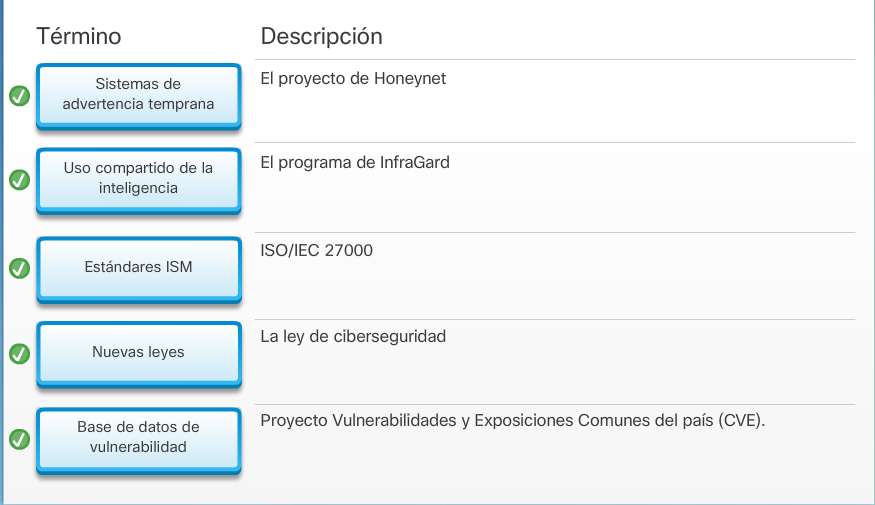 Término
Descripción
Sistemas de
advertencia temprana
El proyecto de Honeynet
Uso compartido de la
inteligencia
El programa de InfraGard
Estándares ISM
ISO/IEC 27000
Nuevas leyes
La ley de ciberseguridad
Base de datos de
vulnerabilidad
Proyecto Vulnerabilidades y Exposiciones Comunes del país (CVE).